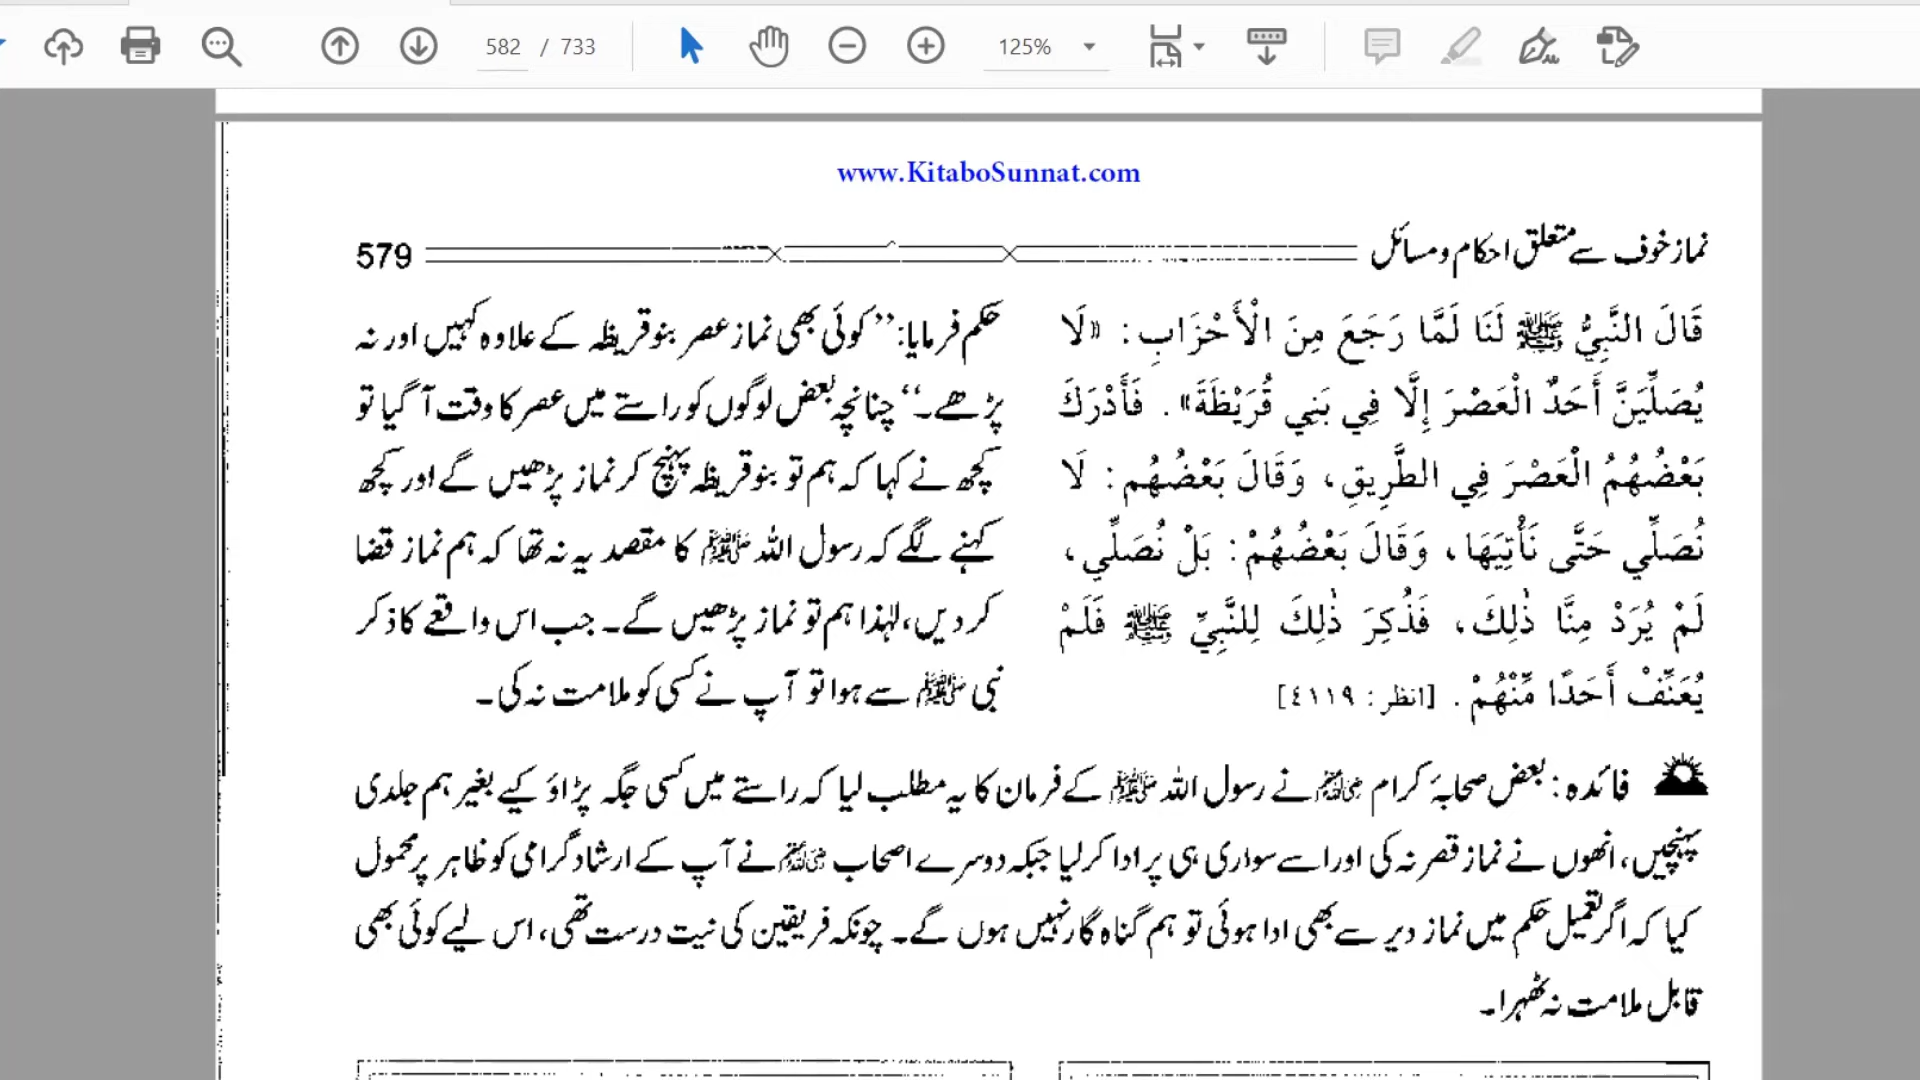 582 / 733
125%
www.KitaboSunnat.com
نماز خوف سے متعلق احکام و مسائل
579
قَالَ النَّبِيُّ ﷺ لَنَا لَمَّا رَجَعَ مِنَ الْأَحْزَابِ: «لَا
يُصَلِّيَنَّ أَحَدٌ الْعَصْرَ إِلَّا فِي بَنِي قُرَيْظَةَ». فَأَدْرَكَ
بَعْضُهُمُ الْعَصْرَ فِي الطَّرِيقِ، وَقَالَ بَعْضُهُم: لَا
نُصَلِّي حَتَّى نَأْتِيَهَا، وَقَالَ بَعْضُهُمْ: بَلْ نُصَلِّي،
لَمْ يُرَدْ مِنَّا ذٰلِكَ، فَذُكِرَ ذٰلِكَ لِلنَّبِيِّ ﷺ فَلَمْ
يُعَنِّفْ أَحَدًا مِّنْهُمْ. [انظر: ٤١١٩]
حکم فرمایا: ’’کوئی بھی نماز عصر بنو قریظہ کے علاوہ کہیں اور نہ
پڑھے۔‘‘ چنانچہ بعض لوگوں کو راستے میں عصر کا وقت آ گیا تو
کچھ نے کہا کہ ہم تو بنو قریظہ پہنچ کر نماز پڑھیں گے اور کچھ
کہنے لگے کہ رسول اللہ ﷺ کا مقصد یہ نہ تھا کہ ہم نماز قضا
کر دیں، لہٰذا ہم تو نماز پڑھیں گے۔ جب اس واقعے کا ذکر
نبی ﷺ سے ہوا تو آپ نے کسی کو ملامت نہ کی۔
فائدہ: بعض صحابۂ کرام رضی اللہ عنہم نے رسول اللہ ﷺ کے فرمان کا یہ مطلب لیا کہ راستے میں کسی جگہ پڑاؤ کیے بغیر ہم جلدی
پہنچیں، انھوں نے نماز قصر نہ کی اور اسے سواری ہی پر ادا کر لیا جبکہ دوسرے اصحاب رضی اللہ عنہم نے آپ کے ارشاد گرامی کو ظاہر پر محمول
کیا کہ اگر تعمیل حکم میں نماز دیر سے بھی ادا ہوئی تو ہم گناہ گار نہیں ہوں گے۔ چونکہ فریقین کی نیت درست تھی، اس لیے کوئی بھی
قابل ملامت نہ ٹھہرا۔